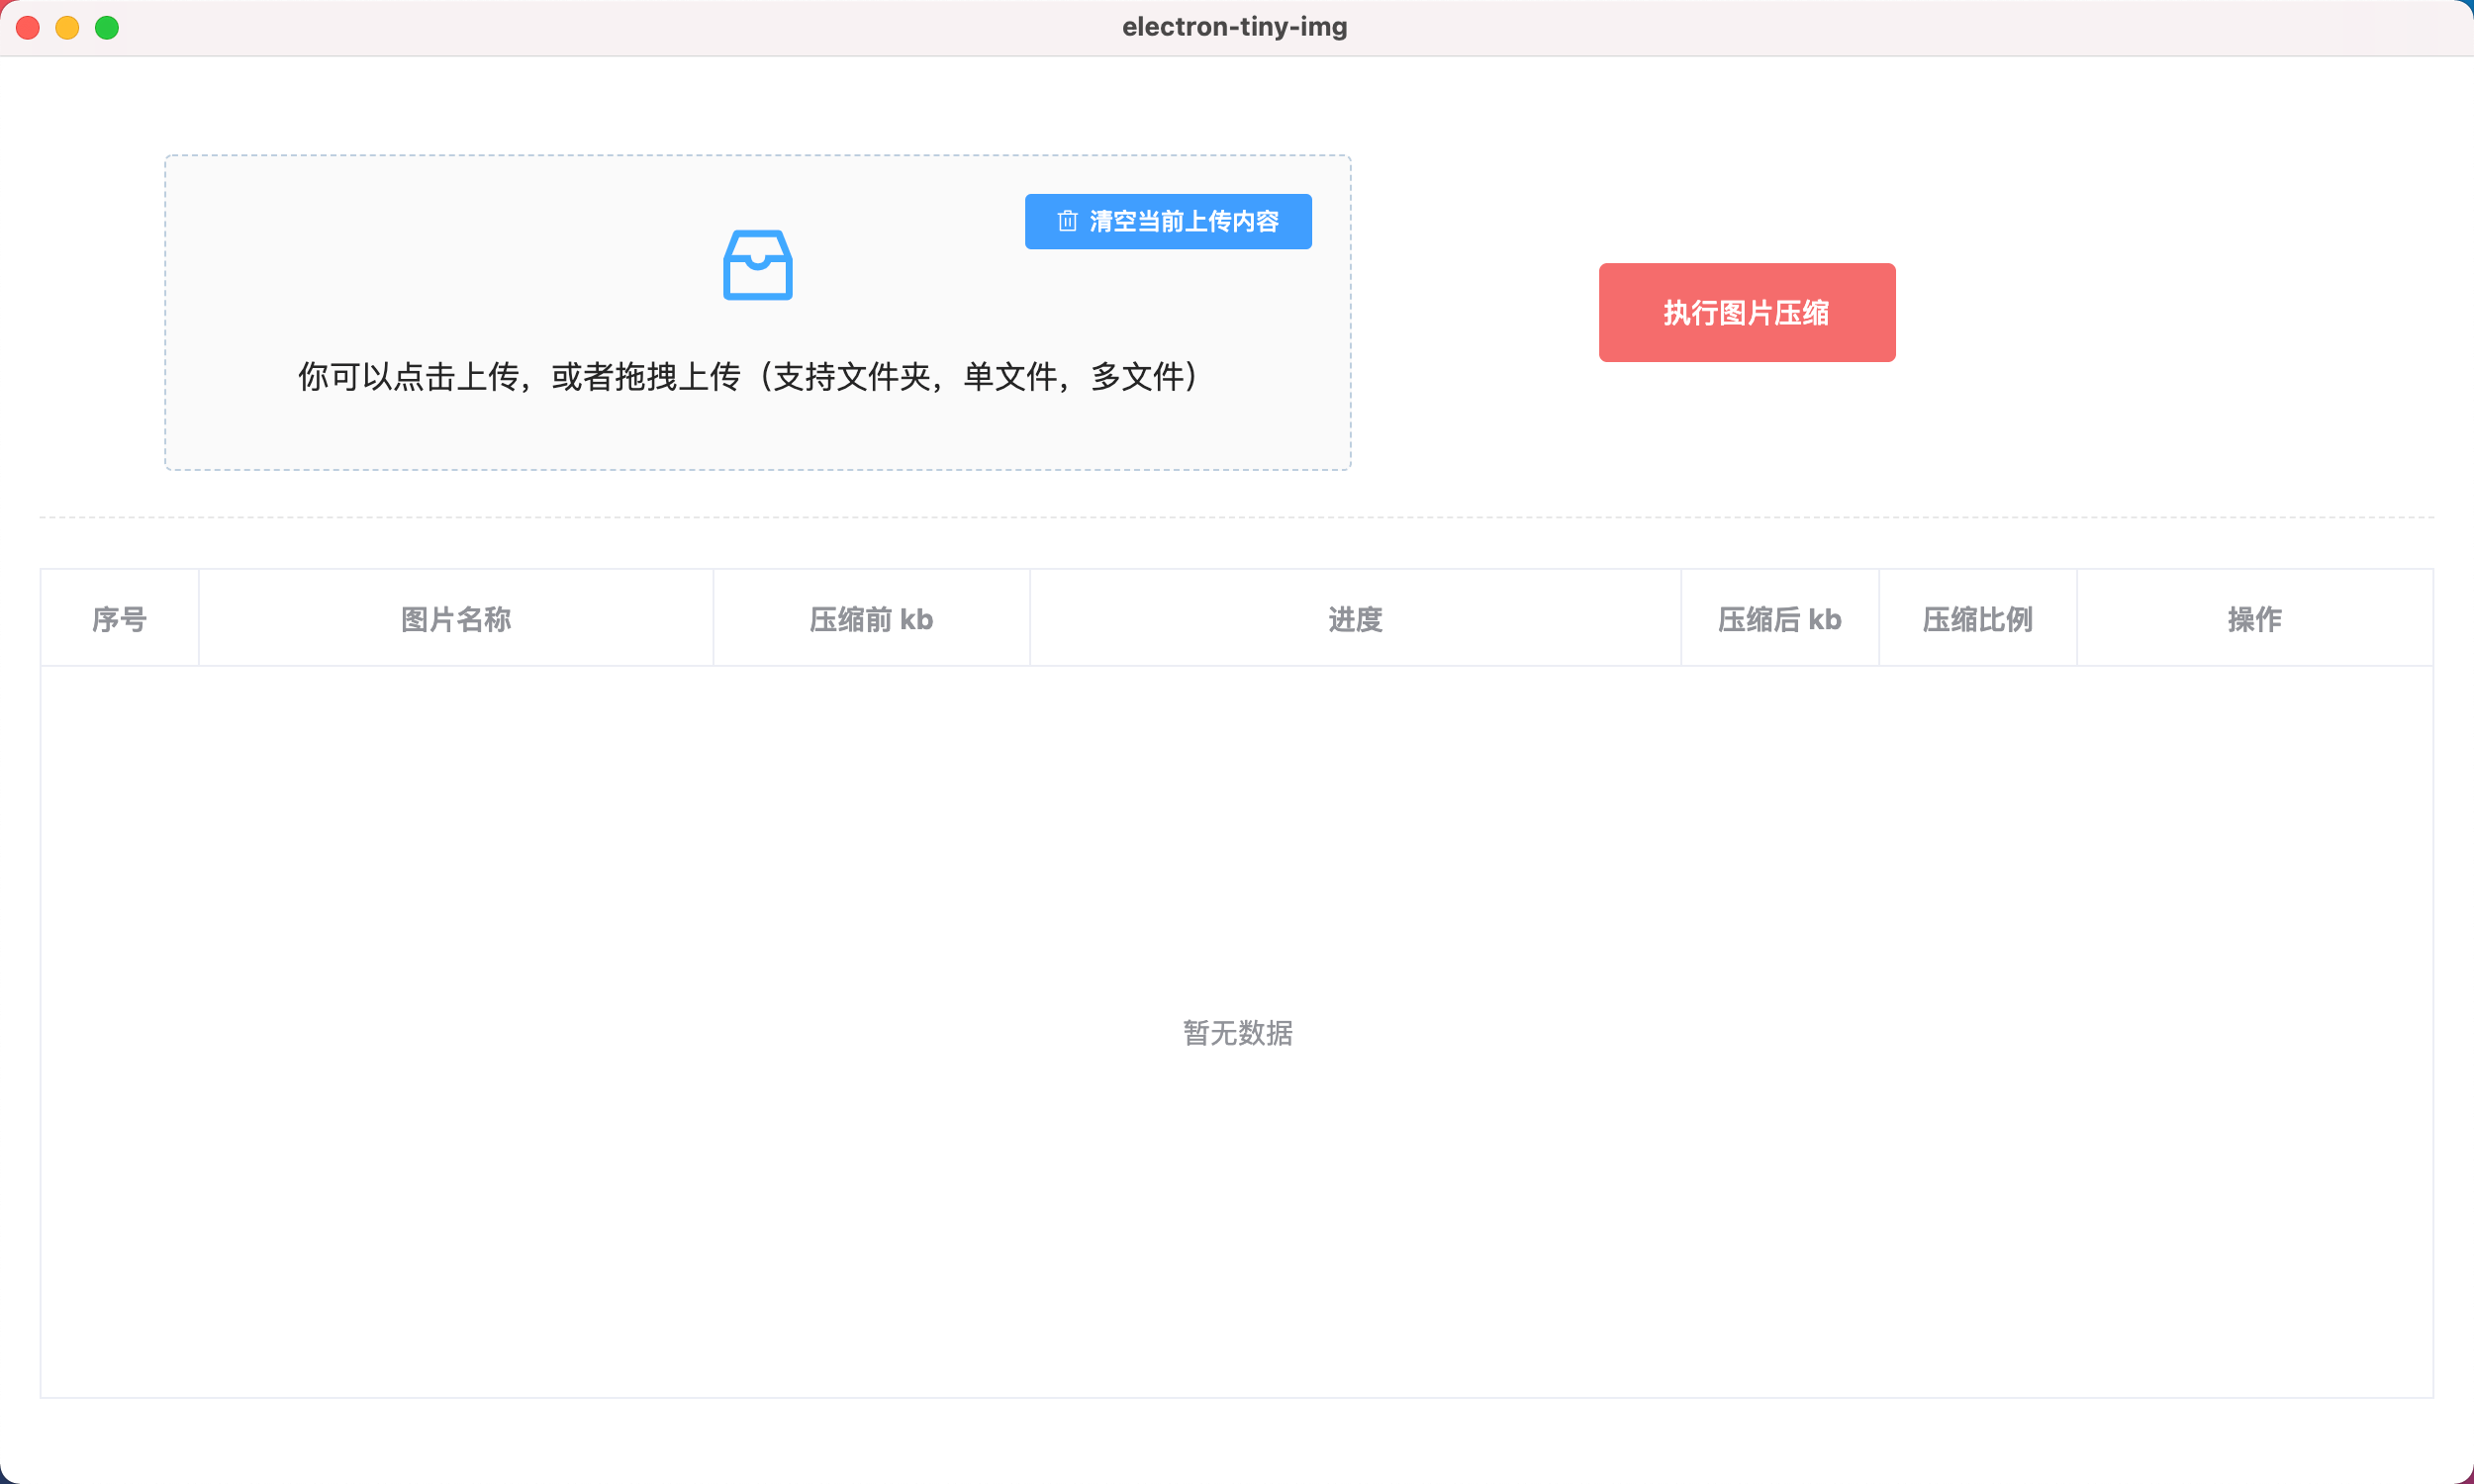 electron-tiny-img
清空当前上传内容
你可以点击上传，或者拖拽上传（支持文件夹，单文件，多文件）
执行图片压缩
序号 图片名称 压缩前 kb 进度 压缩后 kb 压缩比例 操作
暂无数据